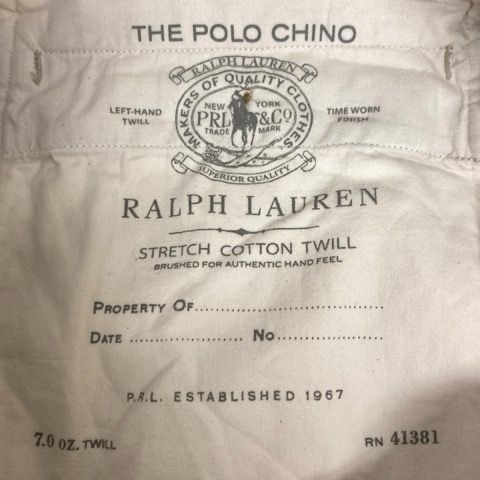 THE POLO CHINO
RALPH LAUREN
MAKERS OF QUALITY CLOTHES
LEFT-HAND
TWILL
NEW YORK
PRL &Cº
TRADE MARK
TIME WORN
FINISH
SUPERIOR QUALITY
RALPH LAUREN
STRETCH COTTON TWILL
BRUSHED FOR AUTHENTIC HAND FEEL
PROPERTY OF..............................
DATE ...................... NO....................
P.R.L. ESTABLISHED 1967
7.0 OZ. TWILL
RN 41381